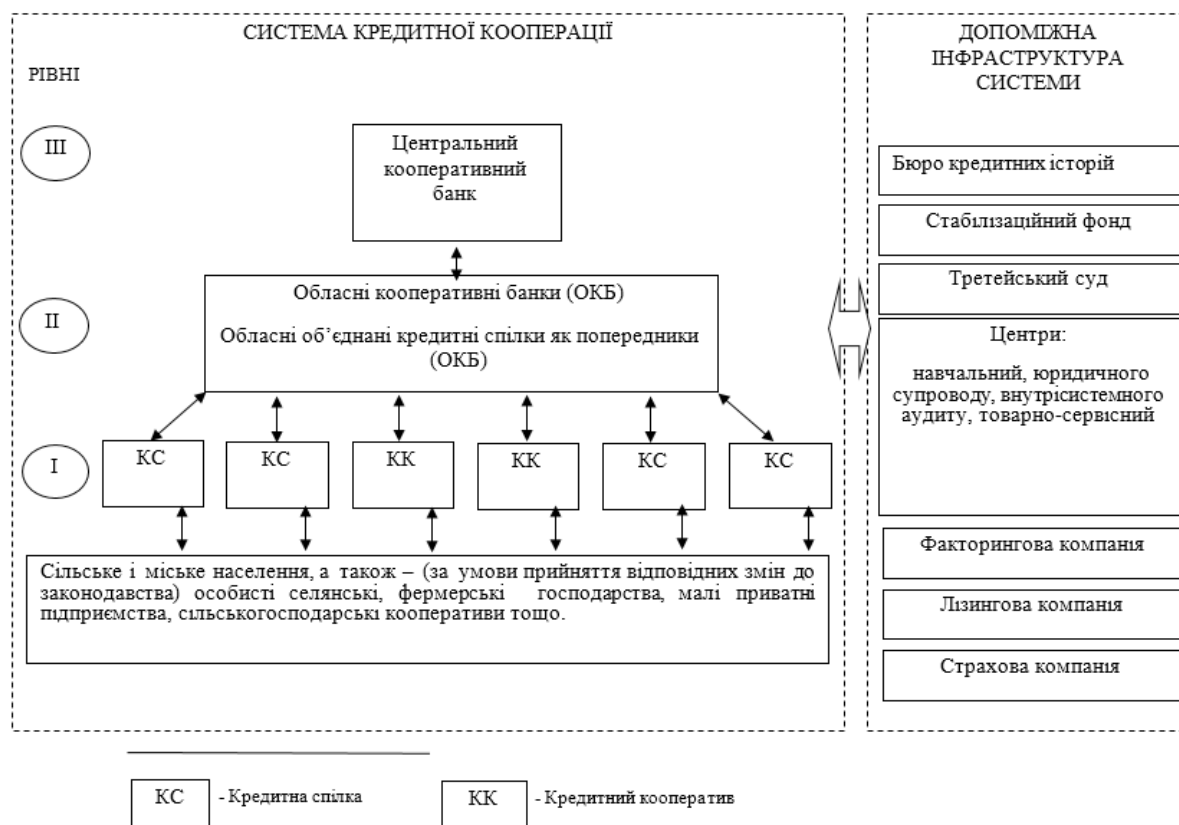 СИСТЕМА КРЕДИТНОЇ КООПЕРАЦІЇ
РІВНІ
III
Центральний
кооперативний
банк
II
Обласні кооперативні банки (ОКБ)
Обласні об’єднані кредитні спілки як попередники
(ОКБ)
I
КС
КС
КК
КК
КС
КС
Сільське і міське населення, а також – (за умови прийняття відповідних змін до
законодавства) особисті селянські, фермерські господарства, малі приватні
підприємства, сільськогосподарські кооперативи тощо.
ДОПОМІЖНА
ІНФРАСТРУКТУРА
СИСТЕМИ
Бюро кредитних історій
Стабілізаційний фонд
Третейський суд
Центри:
навчальний, юридичного
супроводу, внутрісистемного
аудиту, товарно-сервісний
Факторингова компанія
Лізингова компанія
Страхова компанія
КС - Кредитна спілка
КК - Кредитний кооператив